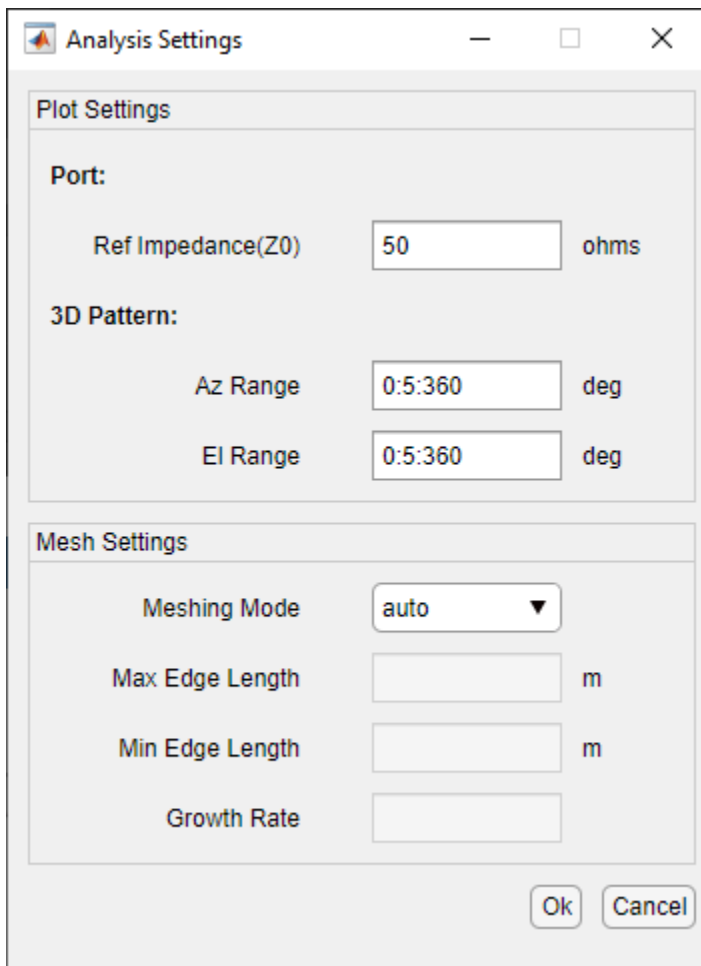 Analysis Settings
Plot Settings
Port:
Ref Impedance(Z0) 50 ohms
3D Pattern:
Az Range 0:5:360 deg
El Range 0:5:360 deg
Mesh Settings
Meshing Mode auto
Max Edge Length m
Min Edge Length m
Growth Rate
Ok Cancel